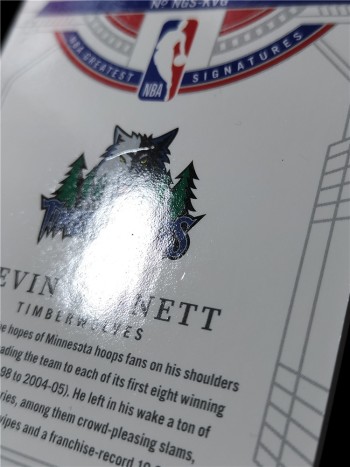 Nº NGS-KVG
NBA GREATEST SIGNATURES
NBA
EVIN NETT
TIMBERWOLVES
e hopes of Minnesota hoops fans on his shoulders
ading the team to each of its first eight winning
98 to 2004-05). He left in his wake a ton of
ries, among them crowd-pleasing slams,
wipes and a franchise-record